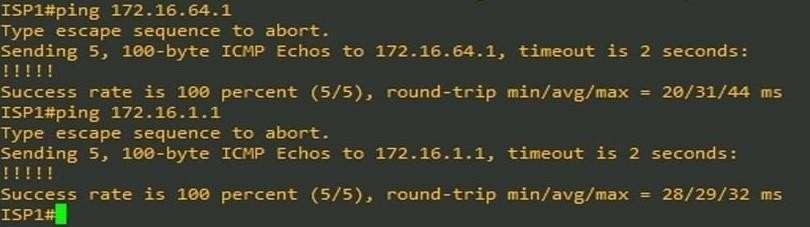 ISP1#ping 172.16.64.1
Type escape sequence to abort.
Sending 5, 100-byte ICMP Echos to 172.16.64.1, timeout is 2 seconds:
!!!!!
Success rate is 100 percent (5/5), round-trip min/avg/max = 20/31/44 ms
ISP1#ping 172.16.1.1
Type escape sequence to abort.
Sending 5, 100-byte ICMP Echos to 172.16.1.1, timeout is 2 seconds:
!!!!!
Success rate is 100 percent (5/5), round-trip min/avg/max = 28/29/32 ms
ISP1#